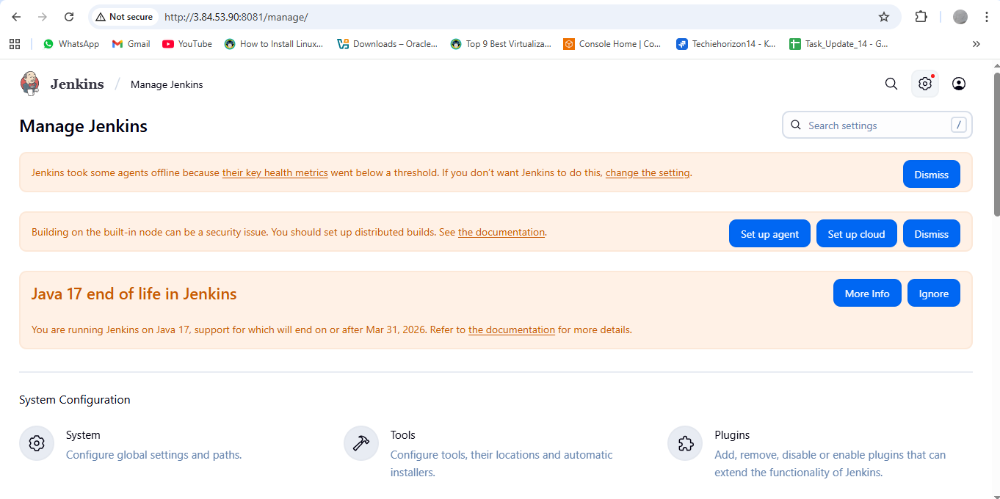 Not secure http://3.84.53.90:8081/manage/
WhatsApp Gmail YouTube How to Install Linux... Downloads – Oracle... Top 9 Best Virtualiza... Console Home | Co... Techiehorizon14 - K... Task_Update_14 - G...
Jenkins / Manage Jenkins
Manage Jenkins
Search settings /
Jenkins took some agents offline because their key health metrics went below a threshold. If you don’t want Jenkins to do this, change the setting. Dismiss
Building on the built-in node can be a security issue. You should set up distributed builds. See the documentation. Set up agent Set up cloud Dismiss
Java 17 end of life in Jenkins More Info Ignore
You are running Jenkins on Java 17, support for which will end on or after Mar 31, 2026. Refer to the documentation for more details.
System Configuration
System
Configure global settings and paths.
Tools
Configure tools, their locations and automatic
installers.
Plugins
Add, remove, disable or enable plugins that can
extend the functionality of Jenkins.